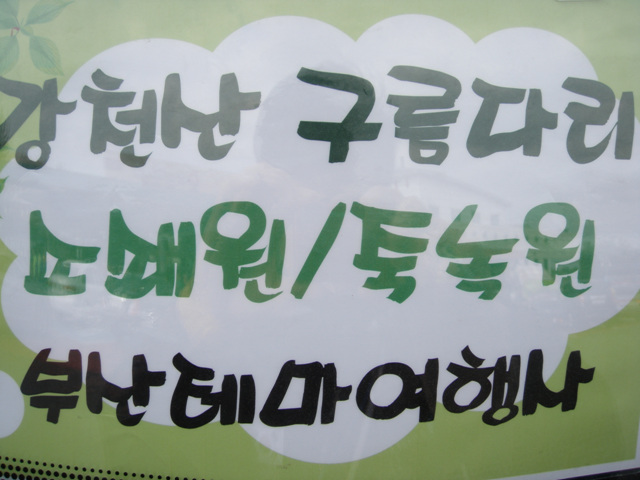 강천산 구름다리
소쇄원/죽녹원
부산테마여행사